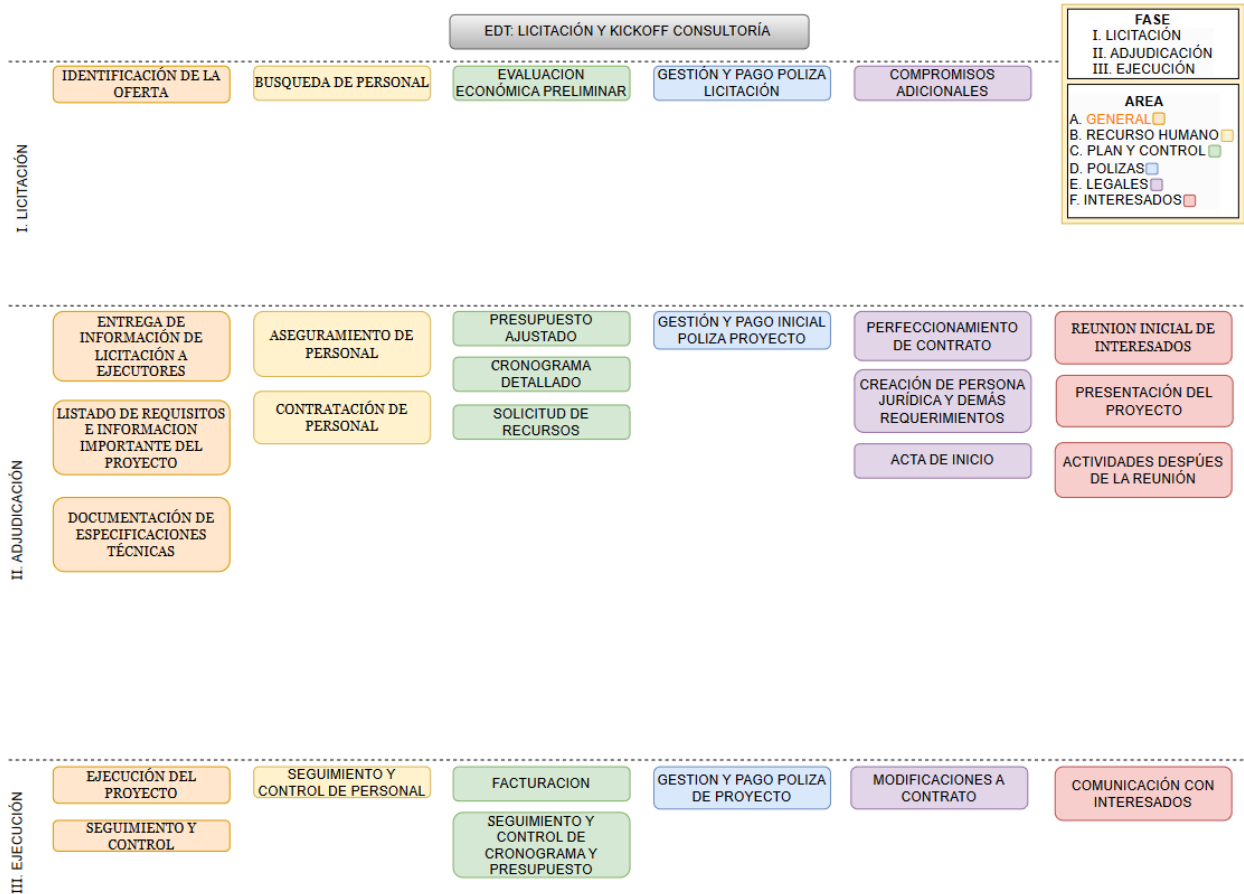 EDT: LICITACIÓN Y KICKOFF CONSULTORÍA
FASE
I. LICITACIÓN
II. ADJUDICACIÓN
III. EJECUCIÓN
AREA
A. GENERAL
B. RECURSO HUMANO
C. PLAN Y CONTROL
D. POLIZAS
E. LEGALES
F. INTERESADOS
I. LICITACIÓN
IDENTIFICACIÓN DE LA
OFERTA
BUSQUEDA DE PERSONAL
EVALUACION
ECONÓMICA PRELIMINAR
GESTIÓN Y PAGO POLIZA
LICITACIÓN
COMPROMISOS
ADICIONALES
II. ADJUDICACIÓN
ENTREGA DE
INFORMACIÓN DE
LICITACIÓN A
EJECUTORES
LISTADO DE REQUISITOS
E INFORMACION
IMPORTANTE DEL
PROYECTO
DOCUMENTACIÓN DE
ESPECIFICACIONES
TÉCNICAS
ASEGURAMIENTO DE
PERSONAL
CONTRATACIÓN DE
PERSONAL
PRESUPUESTO
AJUSTADO
CRONOGRAMA
DETALLADO
SOLICITUD DE
RECURSOS
GESTIÓN Y PAGO INICIAL
POLIZA PROYECTO
PERFECCIONAMIENTO
DE CONTRATO
CREACIÓN DE PERSONA
JURÍDICA Y DEMÁS
REQUERIMIENTOS
ACTA DE INICIO
REUNION INICIAL DE
INTERESADOS
PRESENTACIÓN DEL
PROYECTO
ACTIVIDADES DESPÚES
DE LA REUNIÓN
III. EJECUCIÓN
EJECUCIÓN DEL
PROYECTO
SEGUIMIENTO Y
CONTROL
SEGUIMIENTO Y
CONTROL DE PERSONAL
FACTURACION
SEGUIMIENTO Y
CONTROL DE
CRONOGRAMA Y
PRESUPUESTO
GESTION Y PAGO POLIZA
DE PROYECTO
MODIFICACIONES A
CONTRATO
COMUNICACIÓN CON
INTERESADOS